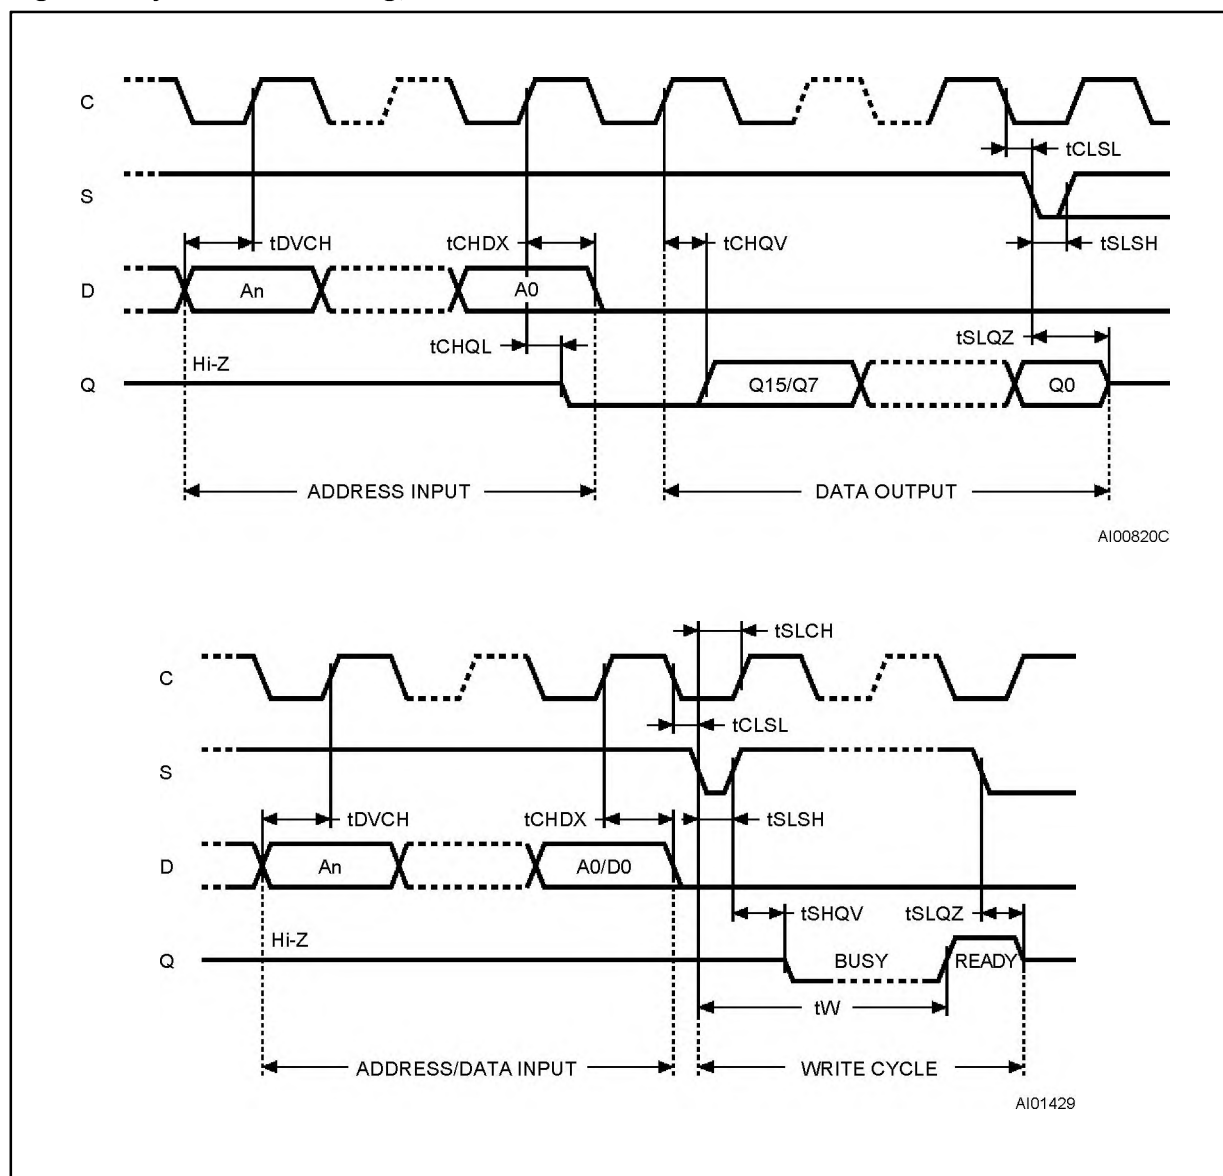 C
tCLSL
S
tDVCH
tCHDX
tCHQV
tSLSH
D
An
A0
tCHQL
tSLQZ
Hi-Z
Q
Q15/Q7
Q0
ADDRESS INPUT
DATA OUTPUT
AI00820C
tSLCH
C
tCLSL
S
tDVCH
tCHDX
tSLSH
D
An
A0/D0
tSHQV
tSLQZ
Hi-Z
Q
BUSY
READY
tW
ADDRESS/DATA INPUT
WRITE CYCLE
AI01429